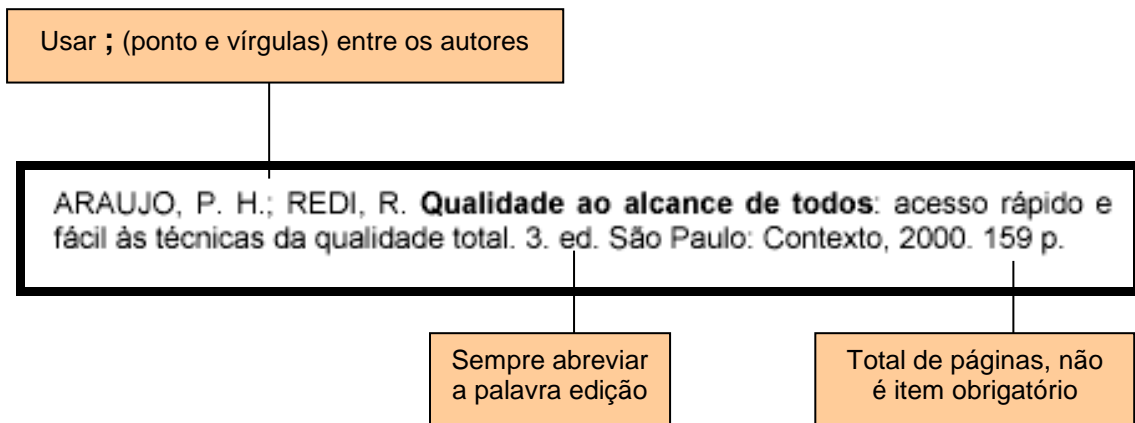 Usar ; (ponto e vírgulas) entre os autores
ARAUJO, P. H.; REDI, R. Qualidade ao alcance de todos: acesso rápido e
fácil às técnicas da qualidade total. 3. ed. São Paulo: Contexto, 2000. 159 p.
Sempre abreviar
a palavra edição
Total de páginas, não
é item obrigatório